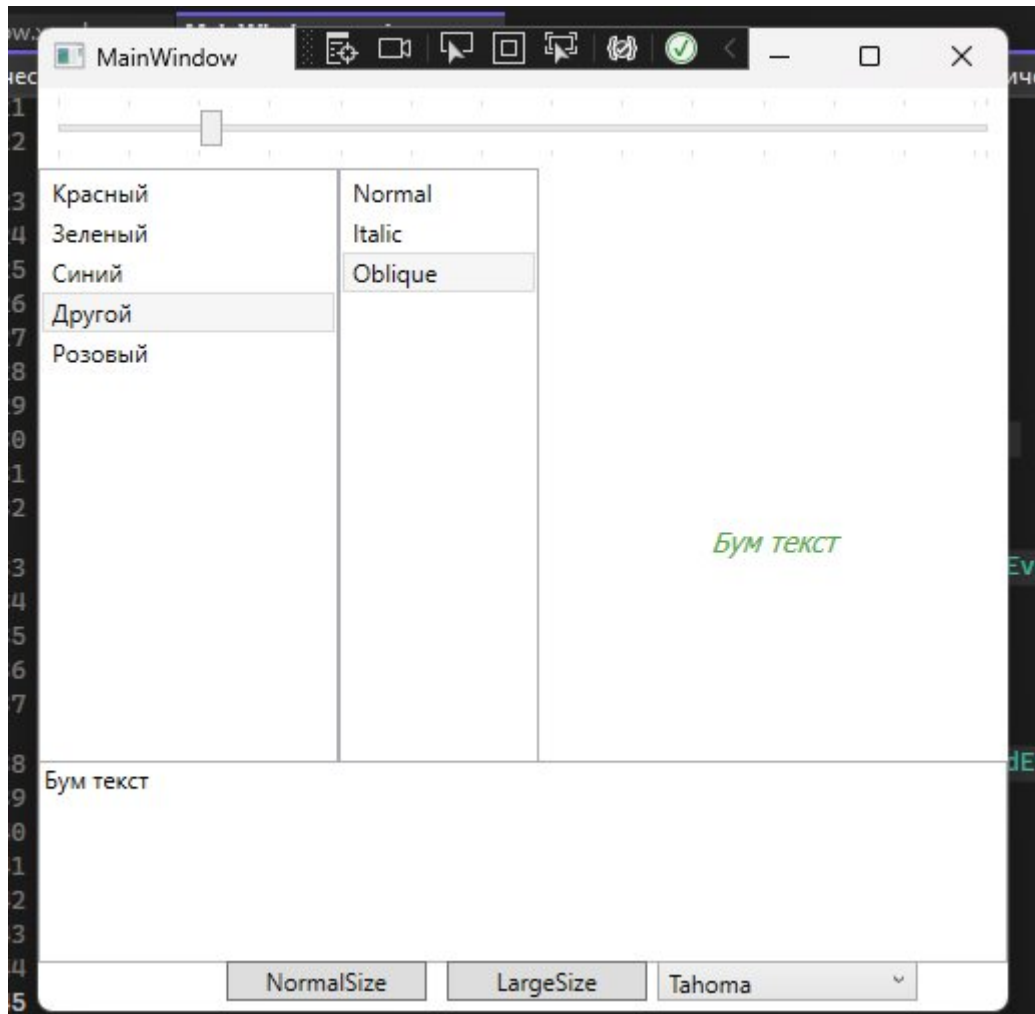 MainWindow
Красный
Зеленый
Синий
Другой
Розовый
Normal
Italic
Oblique
Бум текст
Бум текст
NormalSize
LargeSize
Tahoma